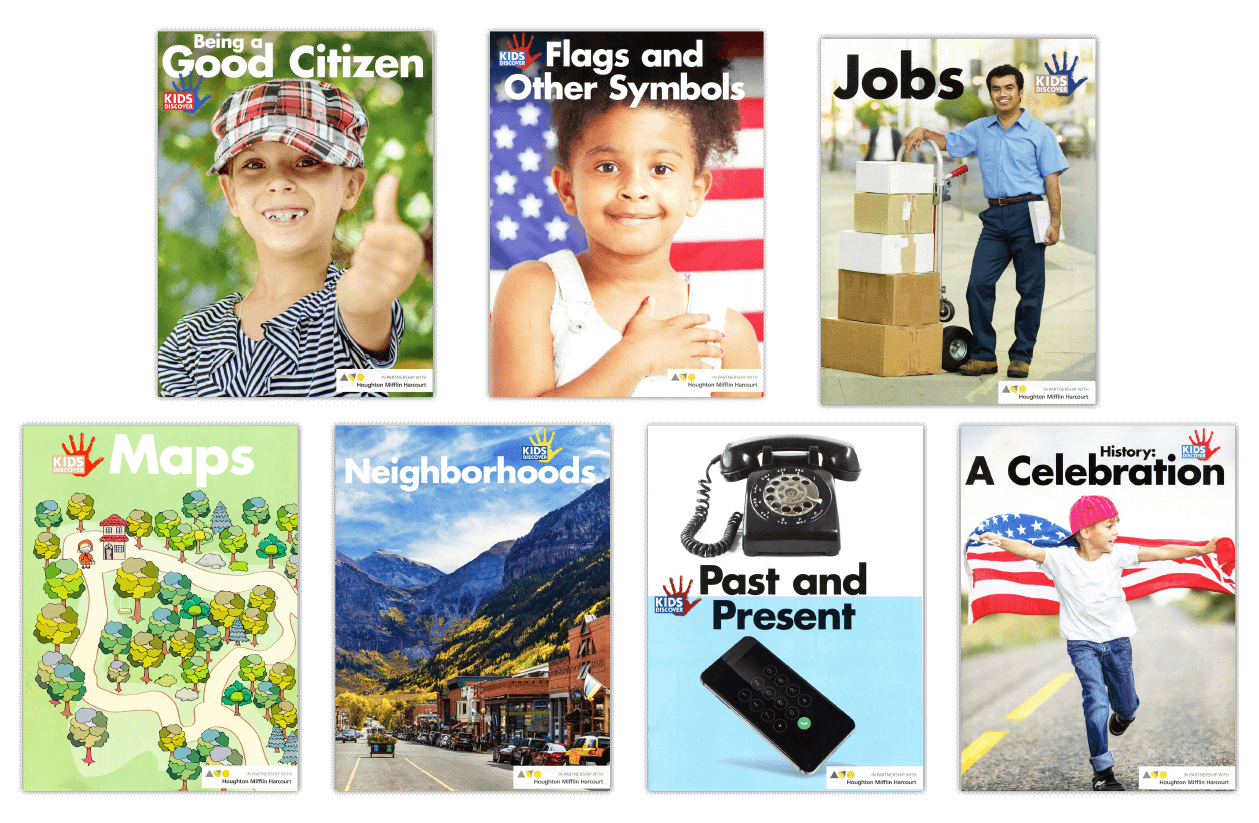 Being a
Good Citizen
KIDS
DISCOVER
IN PARTNERSHIP WITH
Houghton Mifflin Harcourt
KIDS
DISCOVER
Flags and
Other Symbols
IN PARTNERSHIP WITH
Houghton Mifflin Harcourt
Jobs
KIDS
DISCOVER
IN PARTNERSHIP WITH
Houghton Mifflin Harcourt
KIDS
DISCOVER
Maps
IN PARTNERSHIP WITH
Houghton Mifflin Harcourt
KIDS
DISCOVER
Neighborhoods
IN PARTNERSHIP WITH
Houghton Mifflin Harcourt
Past and
Present
KIDS
DISCOVER
IN PARTNERSHIP WITH
Houghton Mifflin Harcourt
History:
A Celebration
KIDS
DISCOVER
IN PARTNERSHIP WITH
Houghton Mifflin Harcourt